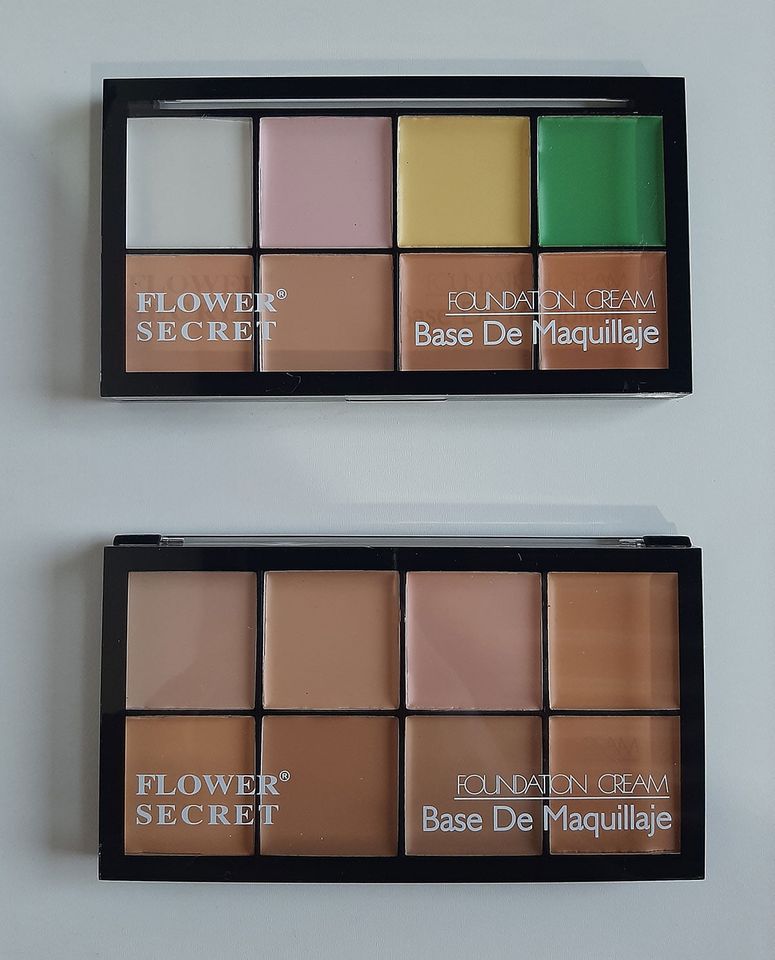 FLOWER®
SECRET
FOUNDATION CREAM
Base De Maquillaje
FLOWER®
SECRET
FOUNDATION CREAM
Base De Maquillaje